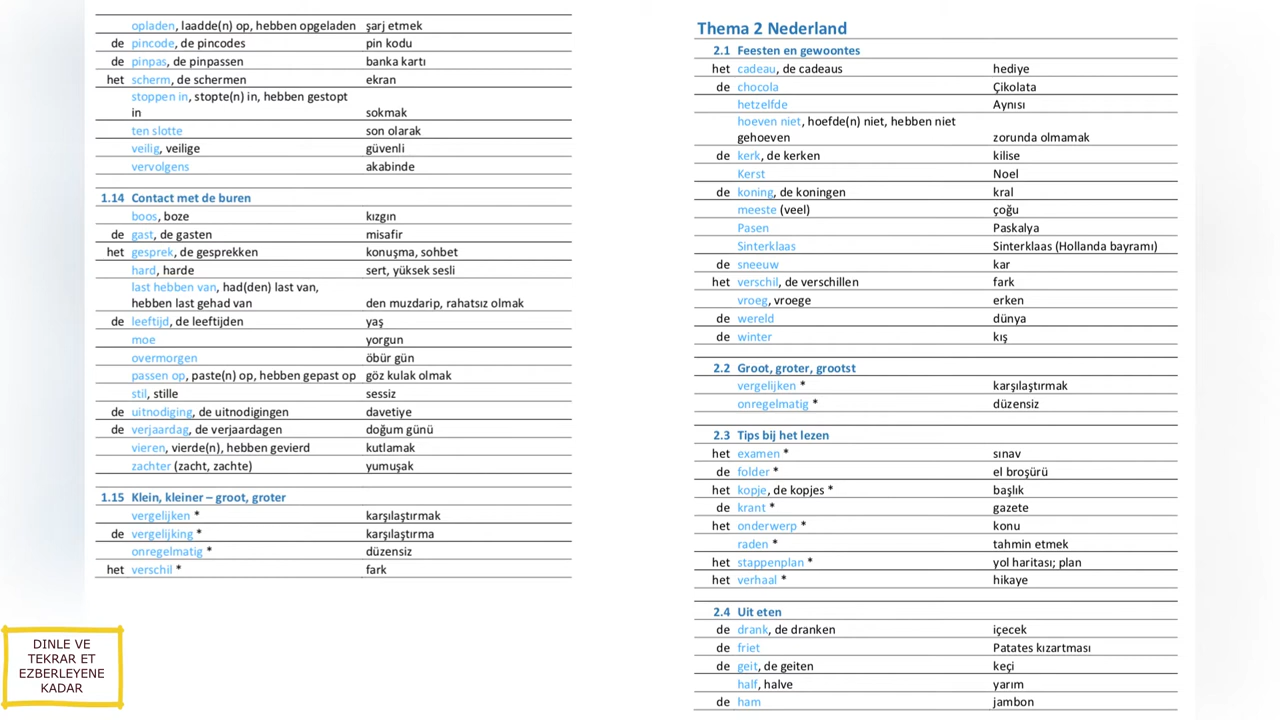 opladen, laadde(n) op, hebben opgeladen şarj etmek
de pincode, de pincodes pin kodu
de pinpas, de pinpassen banka kartı
het scherm, de schermen ekran
stoppen in, stopte(n) in, hebben gestopt
in sokmak
ten slotte son olarak
veilig, veilige güvenli
vervolgens akabinde
1.14 Contact met de buren
boos, boze kızgın
de gast, de gasten misafir
het gesprek, de gesprekken konuşma, sohbet
hard, harde sert, yüksek sesli
last hebben van, had(den) last van,
hebben last gehad van den muzdarip, rahatsız olmak
de leeftijd, de leeftijden yaş
moe yorgun
overmorgen öbür gün
passen op, paste(n) op, hebben gepast op göz kulak olmak
stil, stille sessiz
de uitnodiging, de uitnodigingen davetiye
de verjaardag, de verjaardagen doğum günü
vieren, vierde(n), hebben gevierd kutlamak
zachter (zacht, zachte) yumuşak
1.15 Klein, kleiner – groot, groter
vergelijken * karşılaştırmak
de vergelijking * karşılaştırma
onregelmatig * düzensiz
het verschil * fark
DINLE VE
TEKRAR ET
EZBERLEYENE
KADAR
Thema 2 Nederland
2.1 Feesten en gewoontes
het cadeau, de cadeaus hediye
de chocola Çikolata
hetzelfde Aynısı
hoeven niet, hoefde(n) niet, hebben niet
gehoeven zorunda olmamak
de kerk, de kerken kilise
Kerst Noel
de koning, de koningen kral
meeste (veel) çoğu
Pasen Paskalya
Sinterklaas Sinterklaas (Hollanda bayramı)
de sneeuw kar
het verschil, de verschillen fark
vroeg, vroege erken
de wereld dünya
de winter kış
2.2 Groot, groter, grootst
vergelijken * karşılaştırmak
onregelmatig * düzensiz
2.3 Tips bij het lezen
het examen * sınav
de folder * el broşürü
het kopje, de kopjes * başlık
de krant * gazete
het onderwerp * konu
raden * tahmin etmek
het stappenplan * yol haritası; plan
het verhaal * hikaye
2.4 Uit eten
de drank, de dranken içecek
de friet Patates kızartması
de geit, de geiten keçi
half, halve yarım
de ham jambon